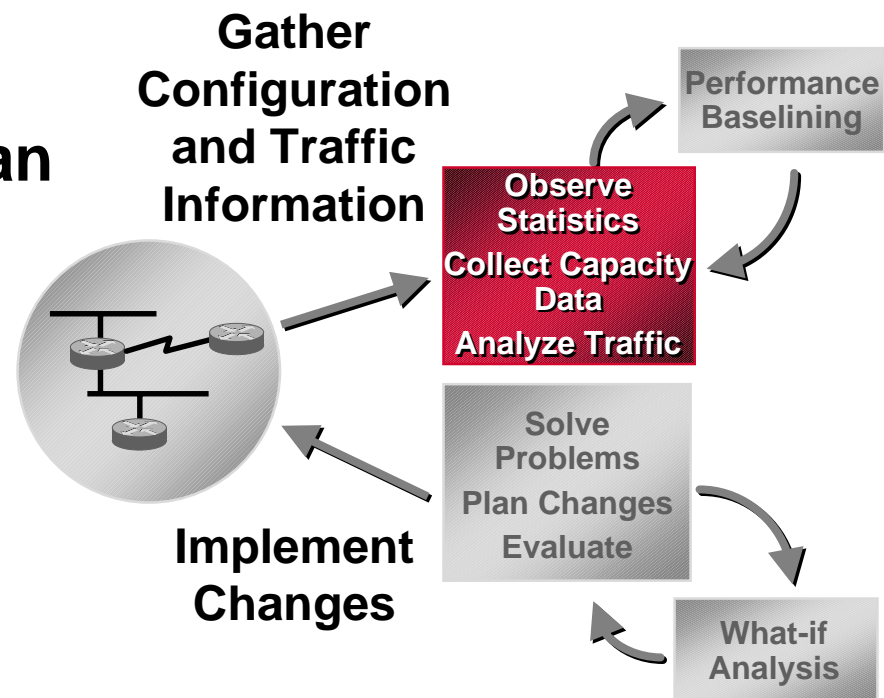 Gather
Configuration
and Traffic
Information
an
Performance
Baselining
Observe
Statistics
Collect Capacity
Data
Analyze Traffic
Solve
Problems
Plan Changes
Evaluate
Implement
Changes
What-if
Analysis